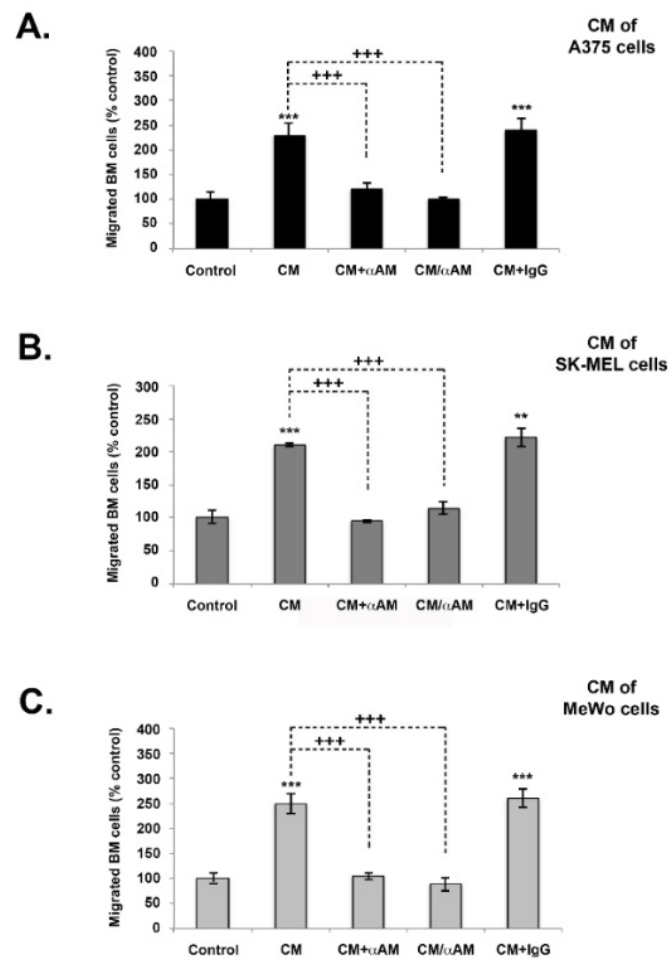 A.
CM of
A375 cells
Migrated BM cells (% control)
400
350
300
250
200
150
100
50
0
+++
+++
***
***
Control CM CM+αAM CM/αAM CM+IgG
B.
CM of
SK-MEL cells
Migrated BM cells (% control)
300
250
200
150
100
50
0
+++
+++
***
**
Control CM CM+αAM CM/αAM CM+IgG
C.
CM of
MeWo cells
Migrated BM cells (% control)
400
350
300
250
200
150
100
50
0
+++
+++
***
***
Control CM CM+αAM CM/αAM CM+IgG